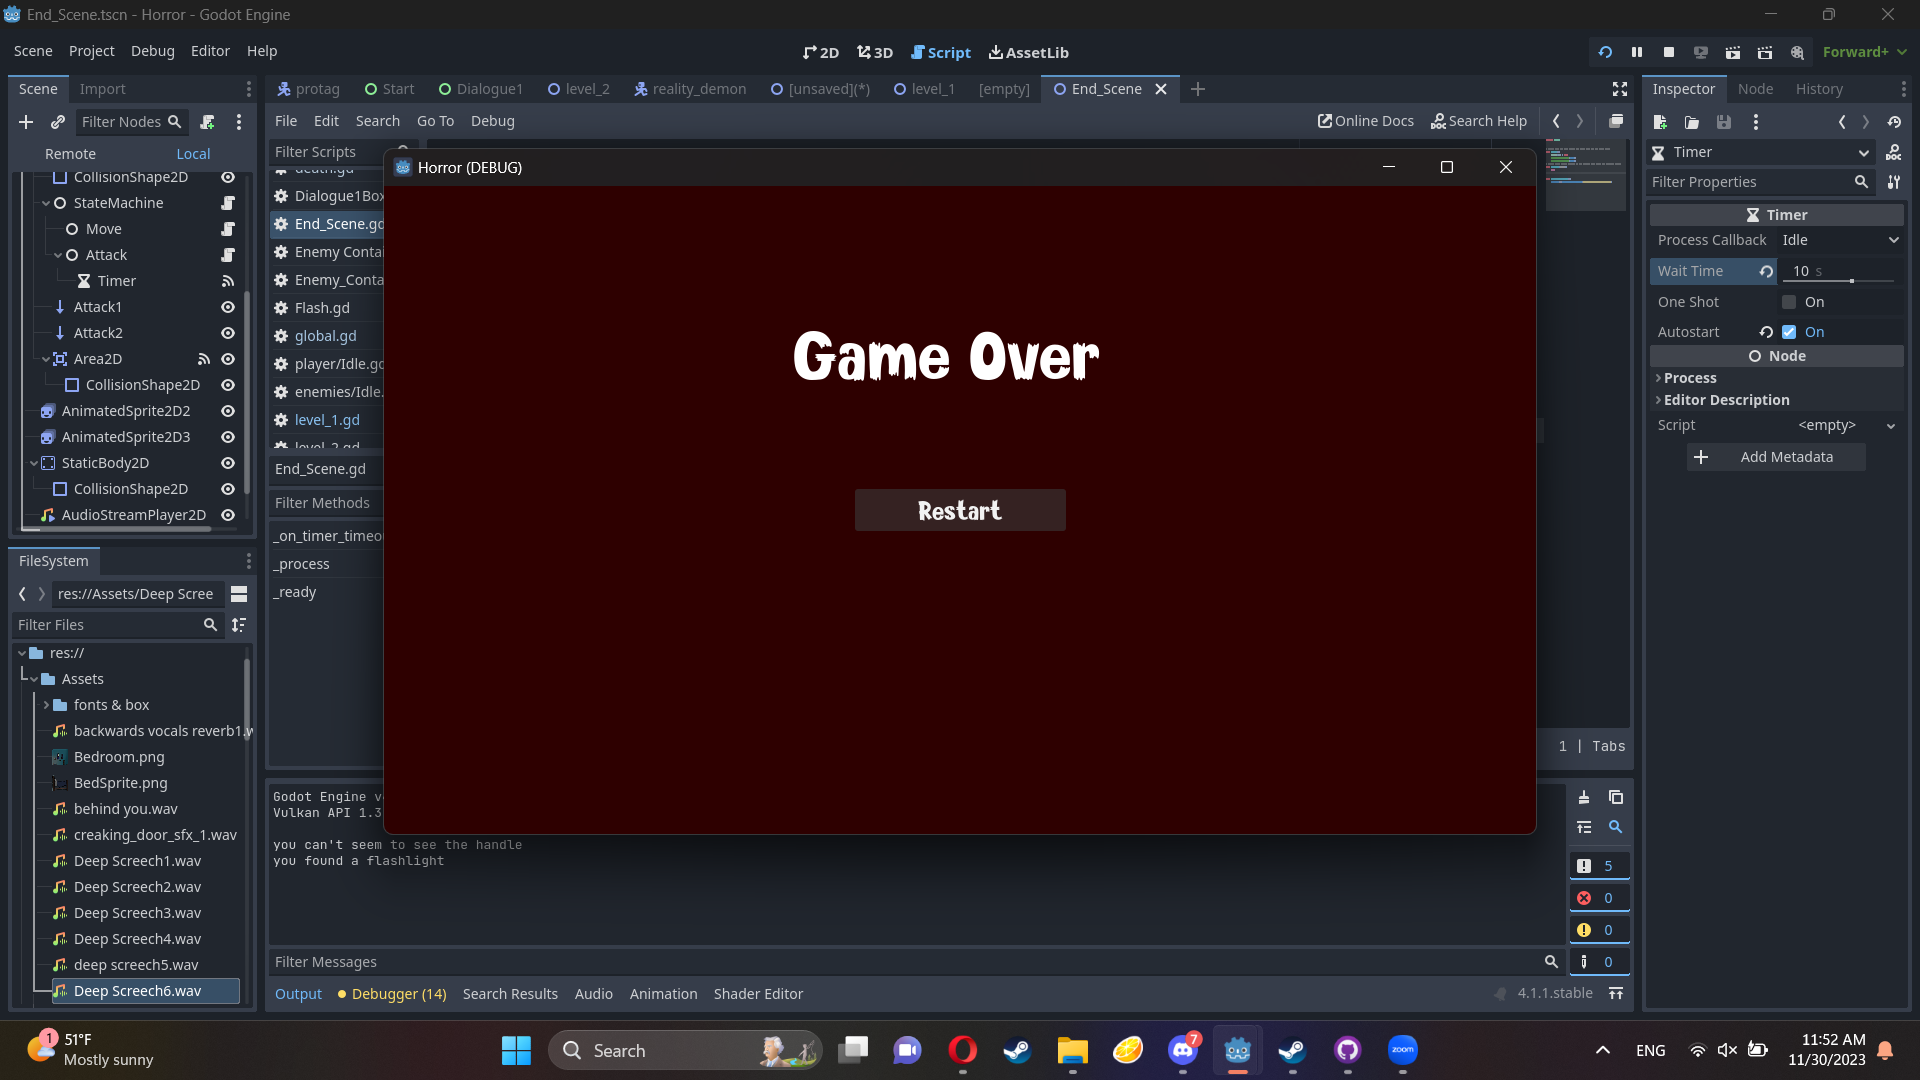 End_Scene.tscn - Horror - Godot Engine
Scene Project Debug Editor Help
2D 3D Script AssetLib
Forward+
Scene Import
Filter Nodes
Remote Local
CollisionShape2D
StateMachine
Move
Attack
Timer
Attack1
Attack2
Area2D
CollisionShape2D
AnimatedSprite2D2
AnimatedSprite2D3
StaticBody2D
CollisionShape2D
AudioStreamPlayer2D
FileSystem
res://Assets/Deep Scree
Filter Files
res://
Assets
fonts & box
backwards vocals reverb1.w
Bedroom.png
BedSprite.png
behind you.wav
creaking_door_sfx_1.wav
Deep Screech1.wav
Deep Screech2.wav
Deep Screech3.wav
Deep Screech4.wav
deep screech5.wav
Deep Screech6.wav
protag Start Dialogue1 level_2 reality_demon [unsaved](*) level_1 [empty] End_Scene
File Edit Search Go To Debug
Online Docs Search Help
Filter Scripts
death.gd
Dialogue1Box
End_Scene.gd
Enemy Contai
Enemy_Conta
Flash.gd
global.gd
player/Idle.gd
enemies/Idle.
level_1.gd
level_2.gd
End_Scene.gd
Filter Methods
_on_timer_timeou
_process
_ready
Horror (DEBUG)
Game Over
Restart
1 | Tabs
Godot Engine v
Vulkan API 1.3
you can't seem to see the handle
you found a flashlight
5
0
0
0
Filter Messages
Output Debugger (14) Search Results Audio Animation Shader Editor
4.1.1.stable
Inspector Node History
Timer
Filter Properties
Timer
Process Callback Idle
Wait Time 10 s
One Shot On
Autostart On
Node
Process
Editor Description
Script <empty>
Add Metadata
1
51°F
Mostly sunny
Search
7
zoom
ENG
11:52 AM
11/30/2023